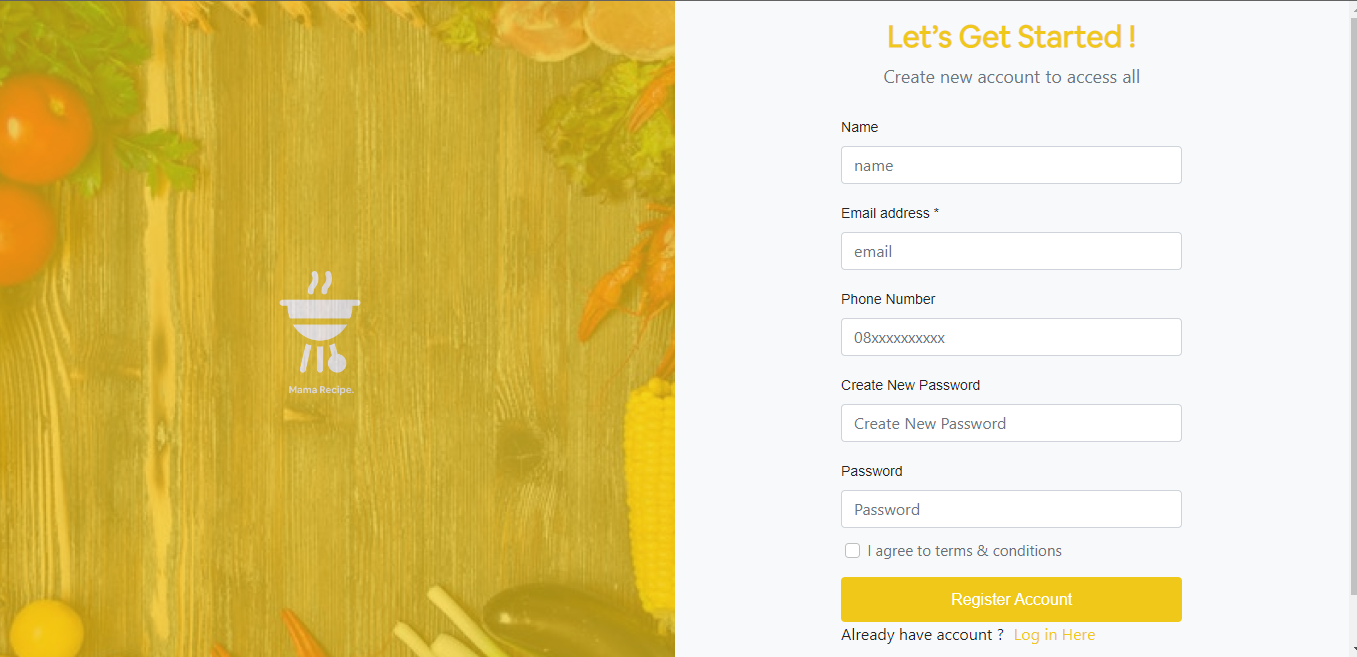 Mama Recipe.
Let's Get Started !
Create new account to access all
Name
name
Email address *
email
Phone Number
08xxxxxxxxxx
Create New Password
Create New Password
Password
Password
I agree to terms & conditions
Register Account
Already have account ? Log in Here